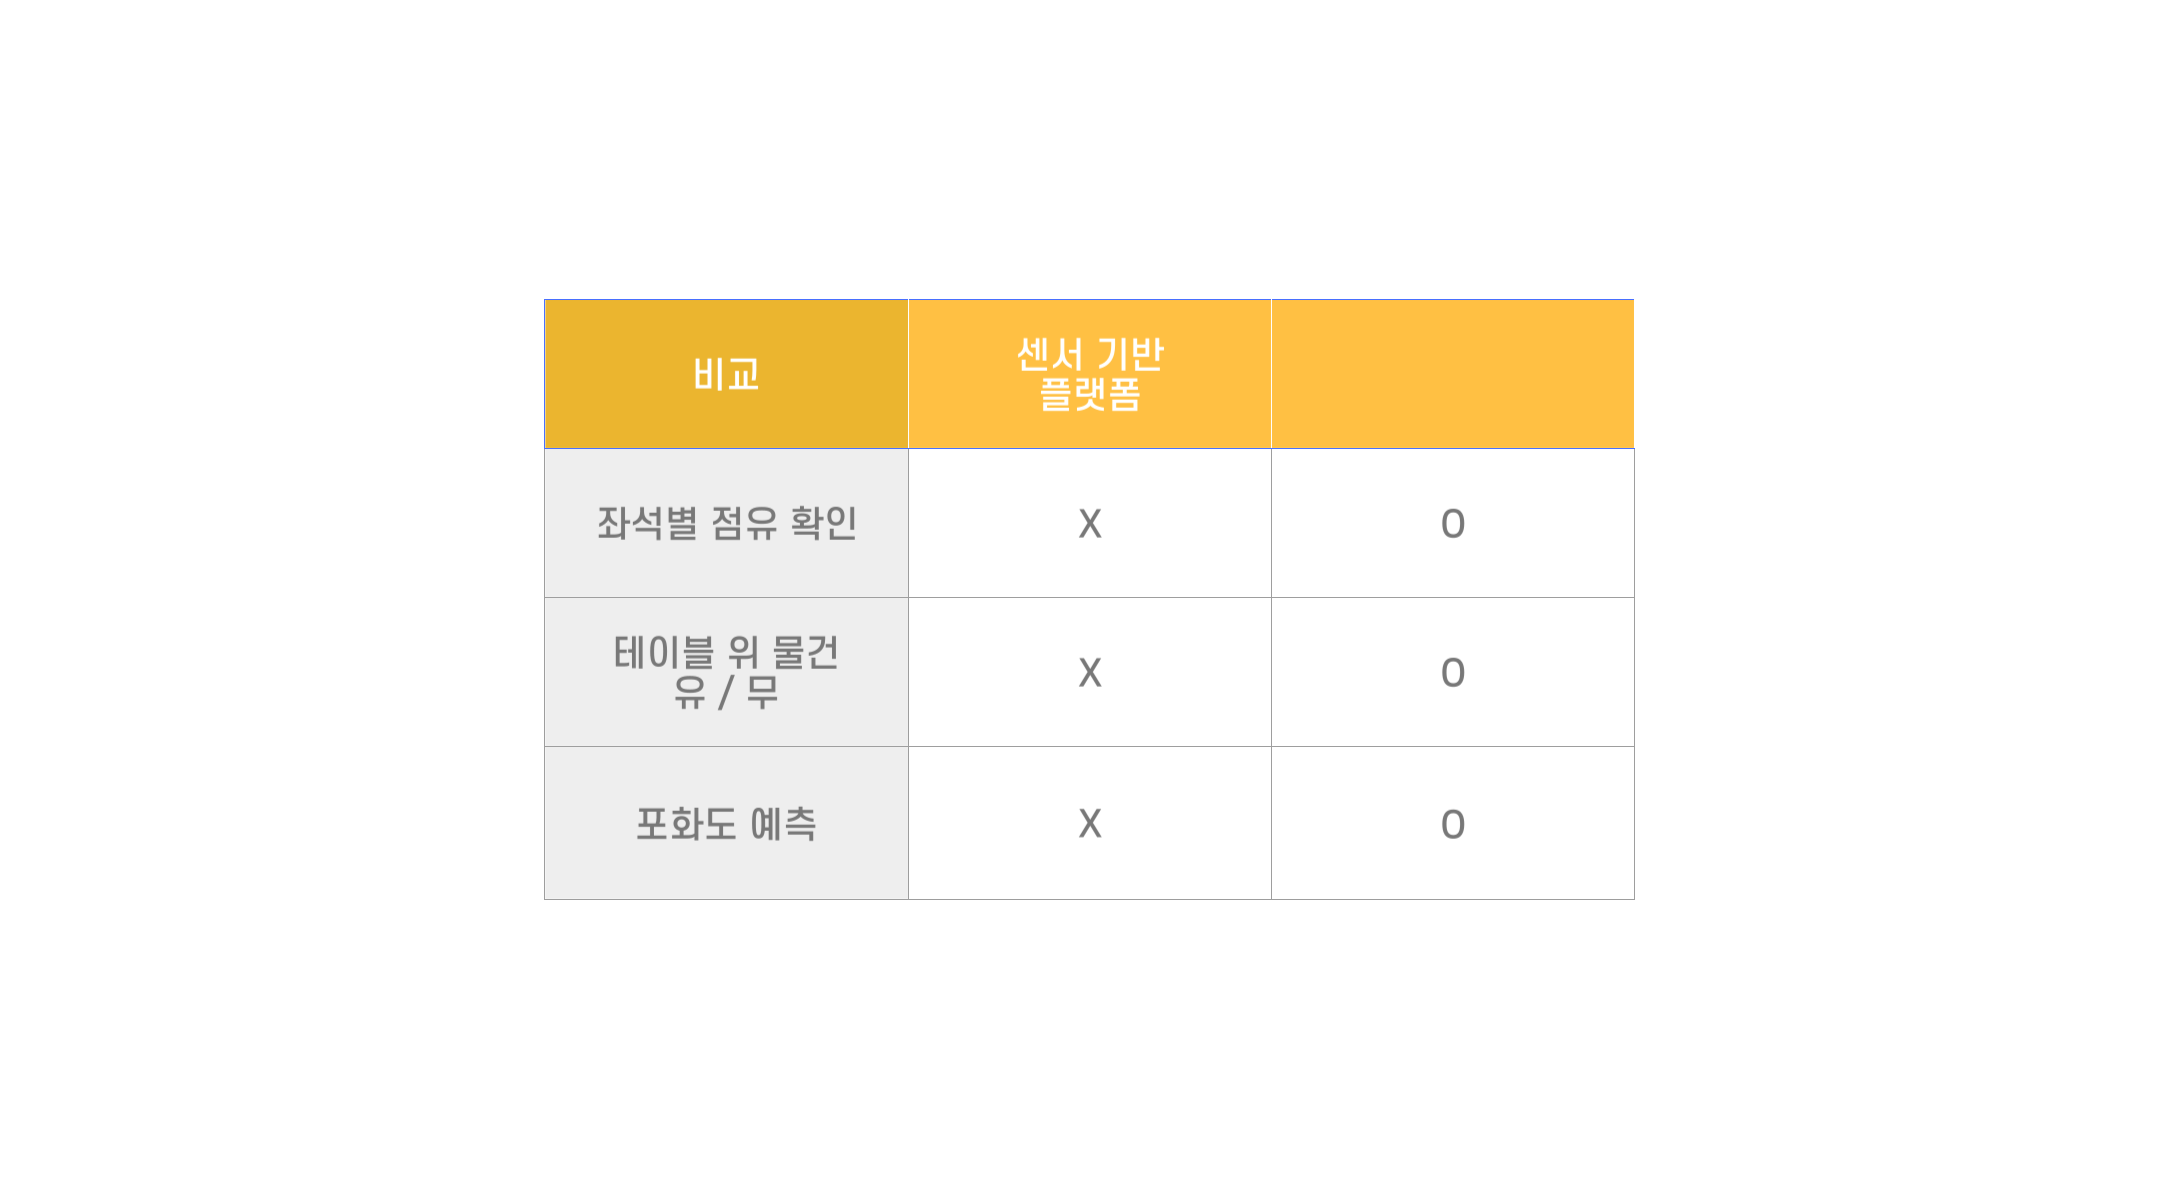 비교
센서 기반
플랫폼
좌석별 점유 확인
X
O
테이블 위 물건
유 / 무
X
O
포화도 예측
X
O